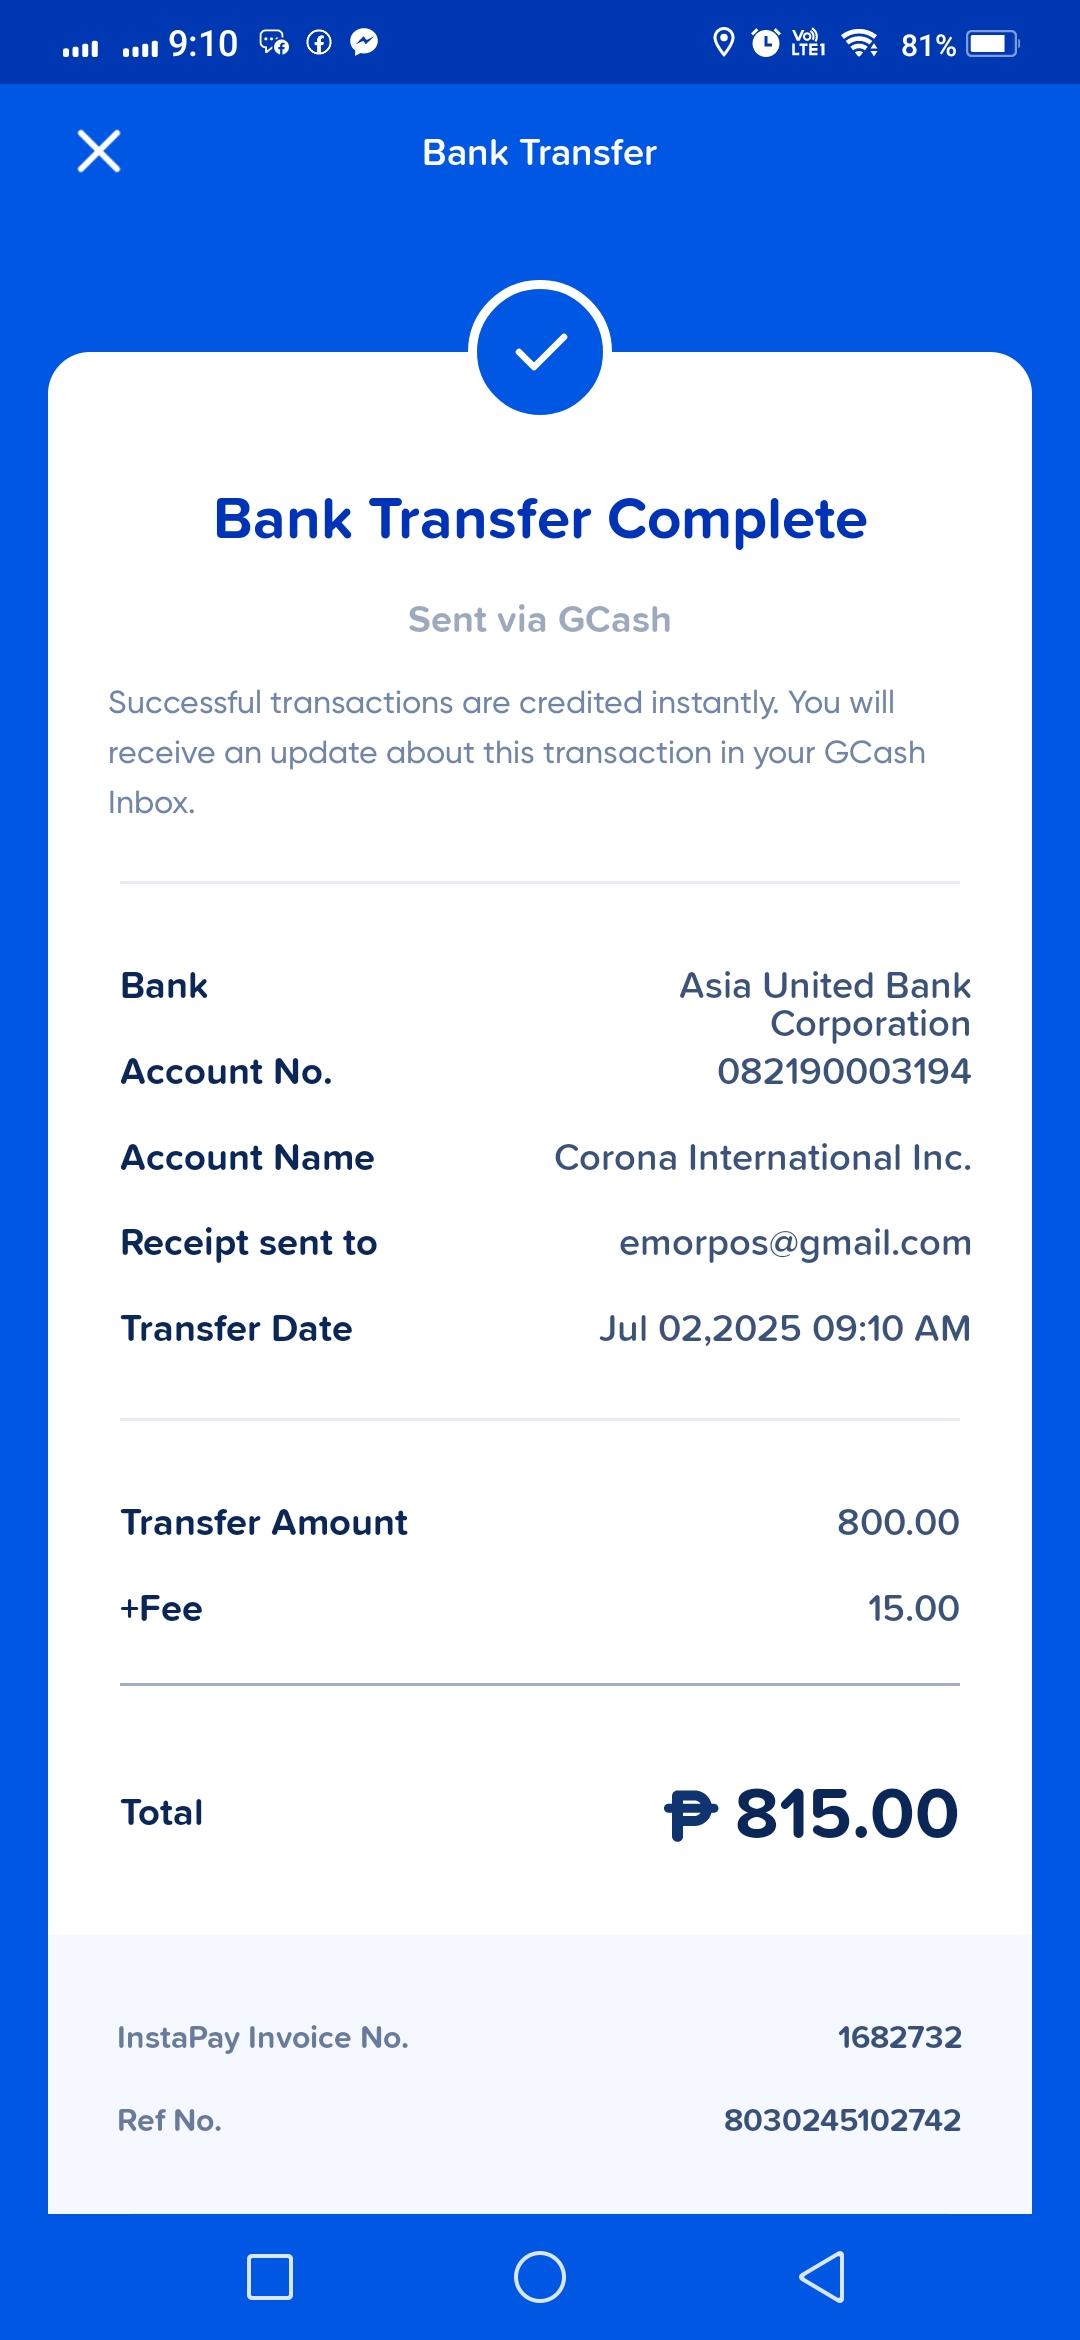 9:10
Vo))
LTE1
81%
Bank Transfer
Bank Transfer Complete
Sent via GCash
Successful transactions are credited instantly. You will
receive an update about this transaction in your GCash
Inbox.
Bank Asia United Bank
Corporation
Account No. 082190003194
Account Name Corona International Inc.
Receipt sent to emorpos@gmail.com
Transfer Date Jul 02,2025 09:10 AM
Transfer Amount 800.00
+Fee 15.00
Total ₱ 815.00
InstaPay Invoice No. 1682732
Ref No. 8030245102742